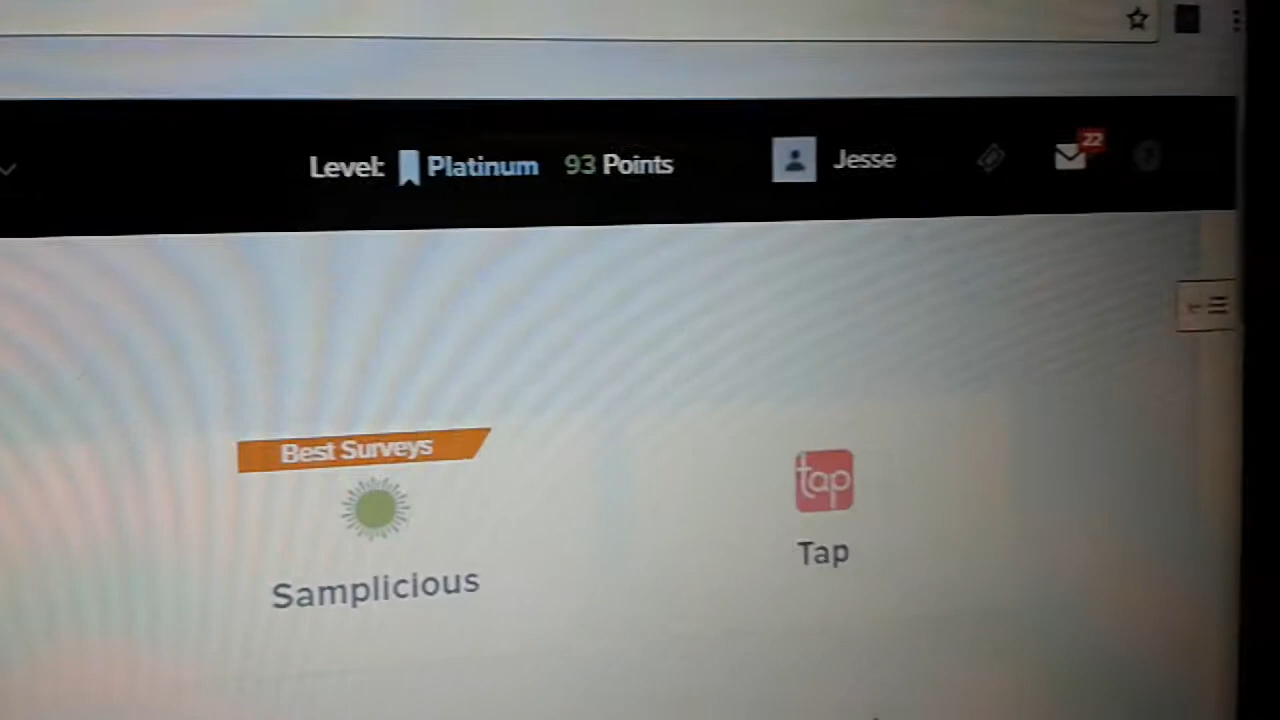 Level: Platinum 93 Points Jesse 22
Best Surveys
tap
Samplicious
Tap